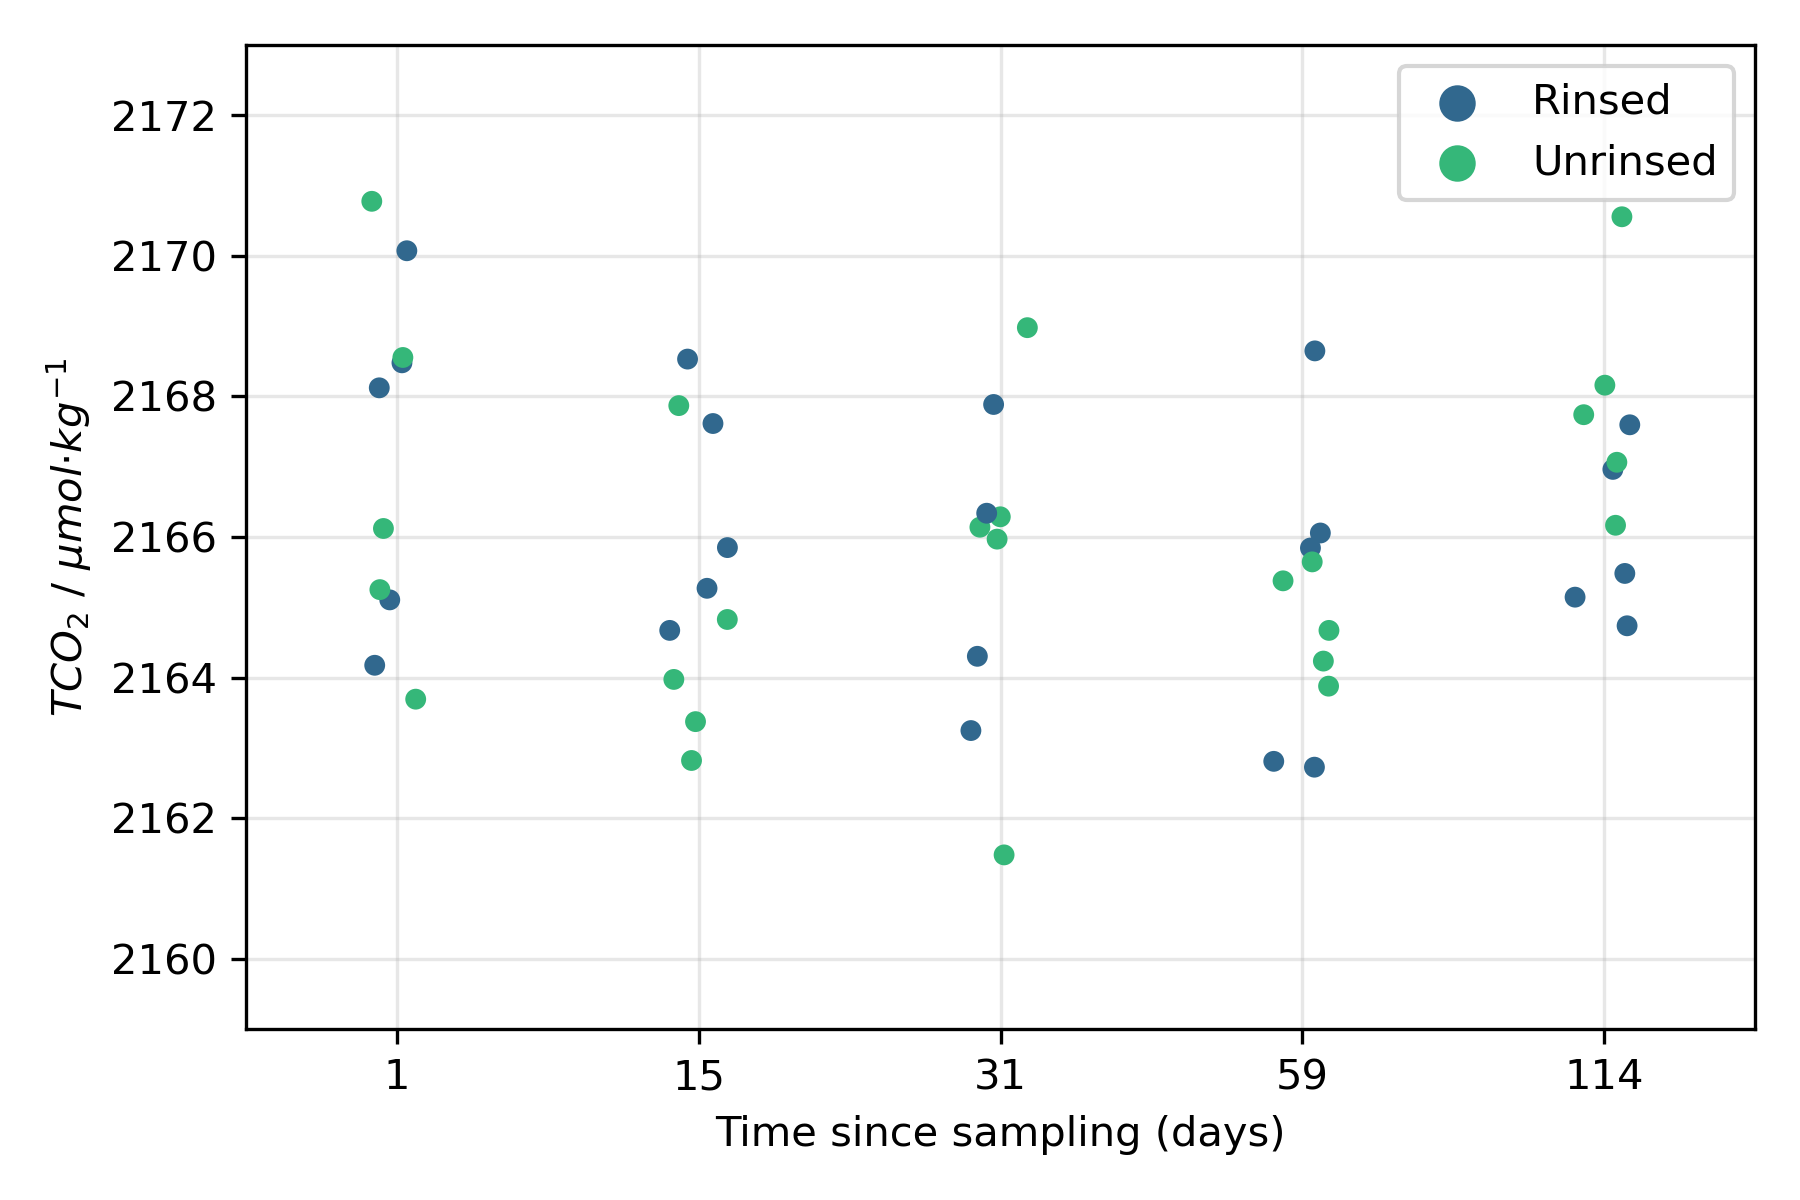 Rinsed
Unrinsed
2172
2170
2168
2166
2164
2162
2160
TCO₂ / μmol·kg⁻¹
1 15 31 59 114
Time since sampling (days)